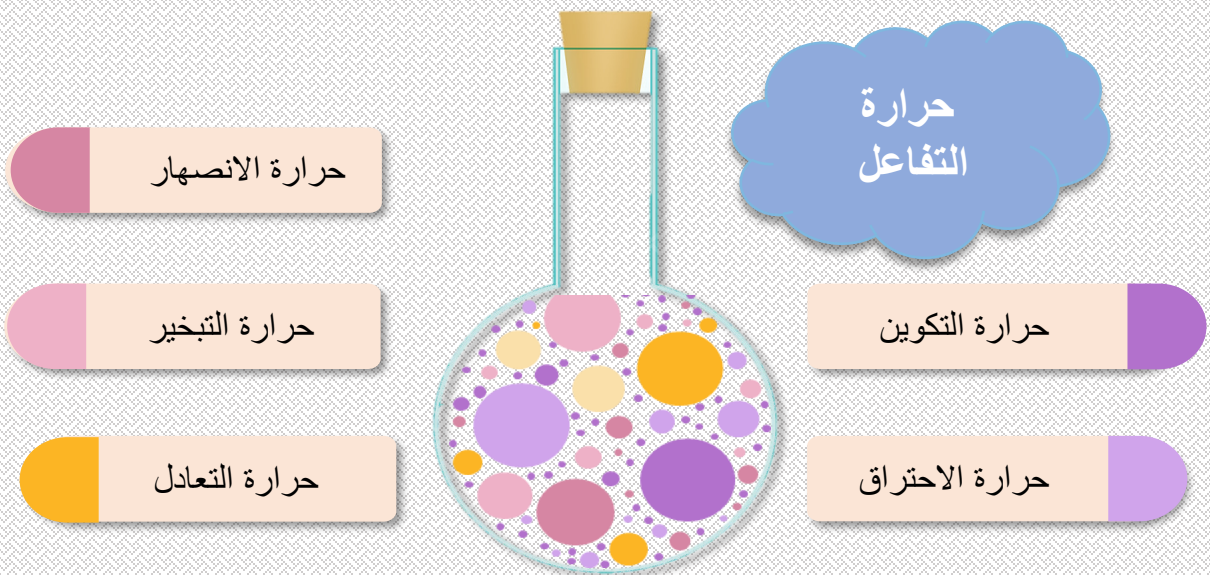 حرارة
التفاعل
حرارة التكوين
حرارة الاحتراق
حرارة الانصهار
حرارة التبخير
حرارة التعادل